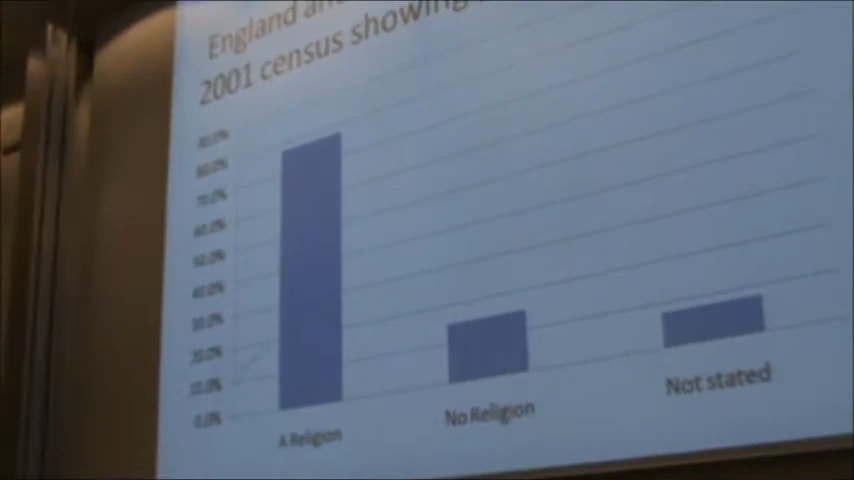 England and
2001 census showing
80.0%
70.0%
60.0%
50.0%
40.0%
30.0%
20.0%
10.0%
0.0%
A Religion
No Religion
Not stated